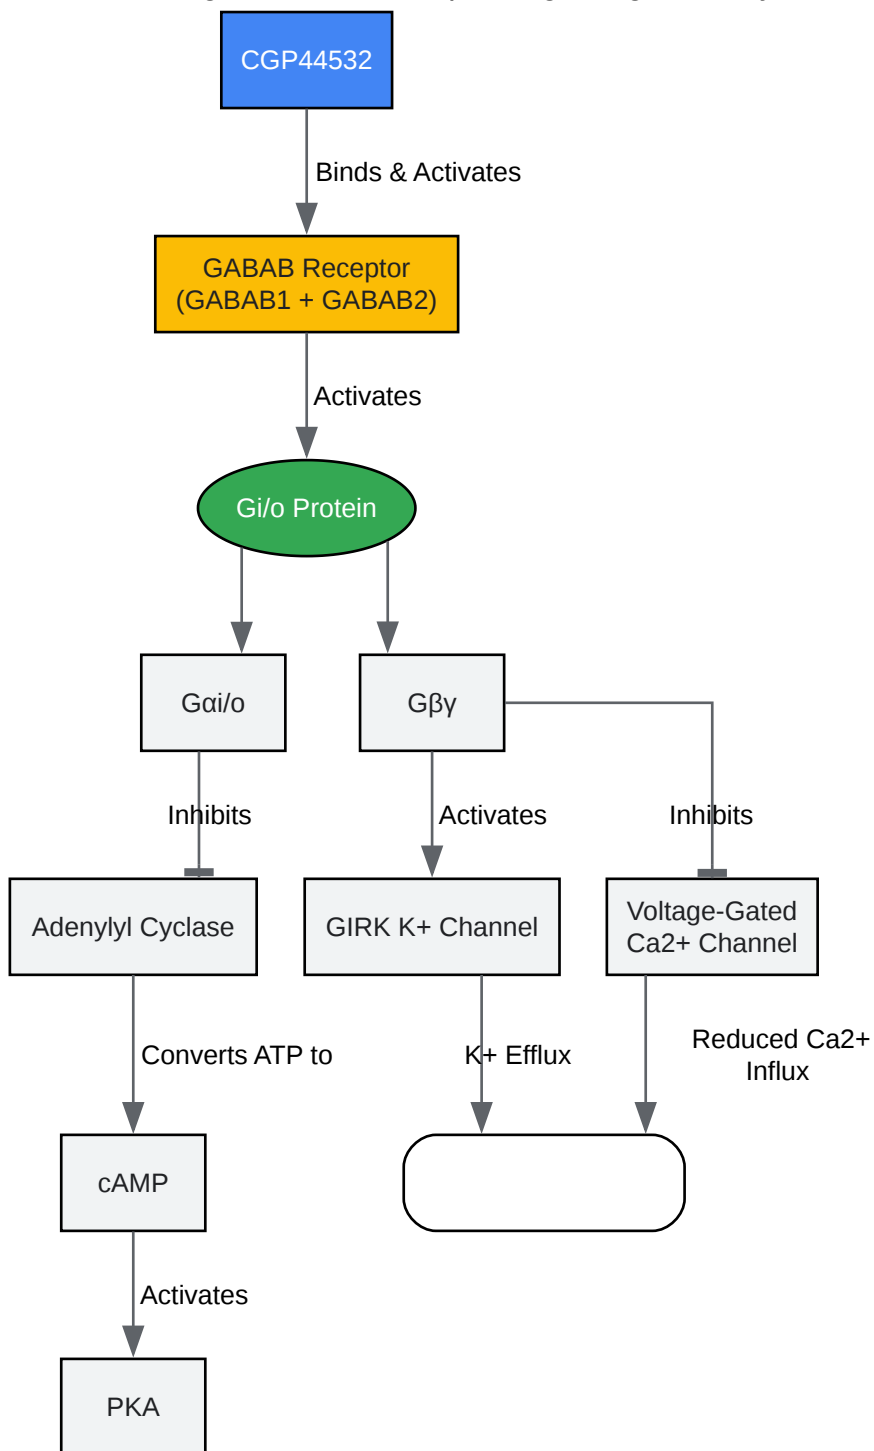 CGP44532
Binds & Activates
GABAB Receptor
(GABAB1 + GABAB2)
Activates
Gi/o Protein
Gαi/o
Gβγ
Inhibits
Activates
Inhibits
Adenylyl Cyclase
GIRK K+ Channel
Voltage-Gated
Ca2+ Channel
Converts ATP to
K+ Efflux
Reduced Ca2+
Influx
cAMP
Activates
PKA